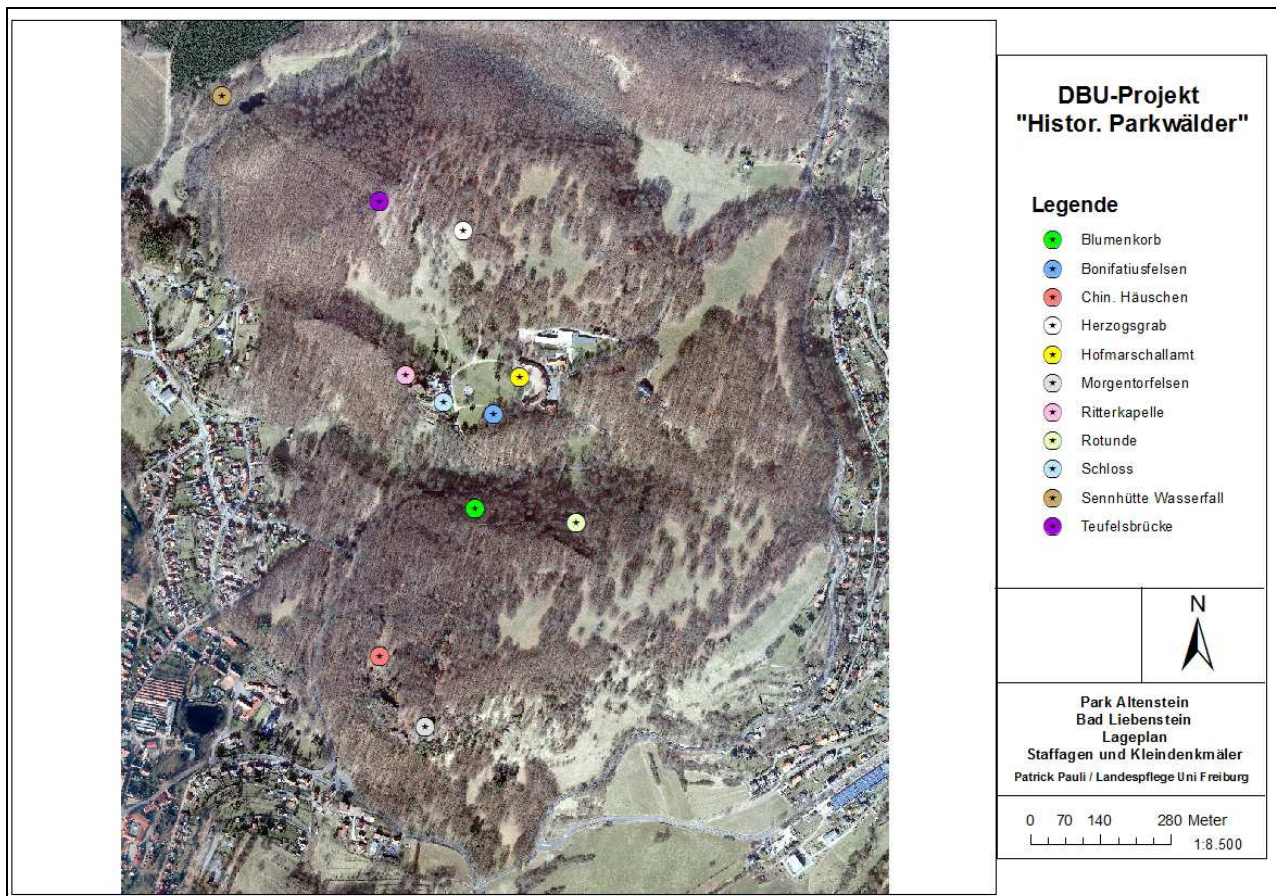 DBU-Projekt
"Histor. Parkwälder"
Legende
Blumenkorb
Bonifatiusfelsen
Chin. Häuschen
Herzogsgrab
Hofmarschallamt
Morgentorfelsen
Ritterkapelle
Rotunde
Schloss
Sennhütte Wasserfall
Teufelsbrücke
N
Park Altenstein
Bad Liebenstein
Lageplan
Staffagen und Kleindenkmäler
Patrick Pauli / Landespflege Uni Freiburg
0 70 140 280 Meter
1:8.500